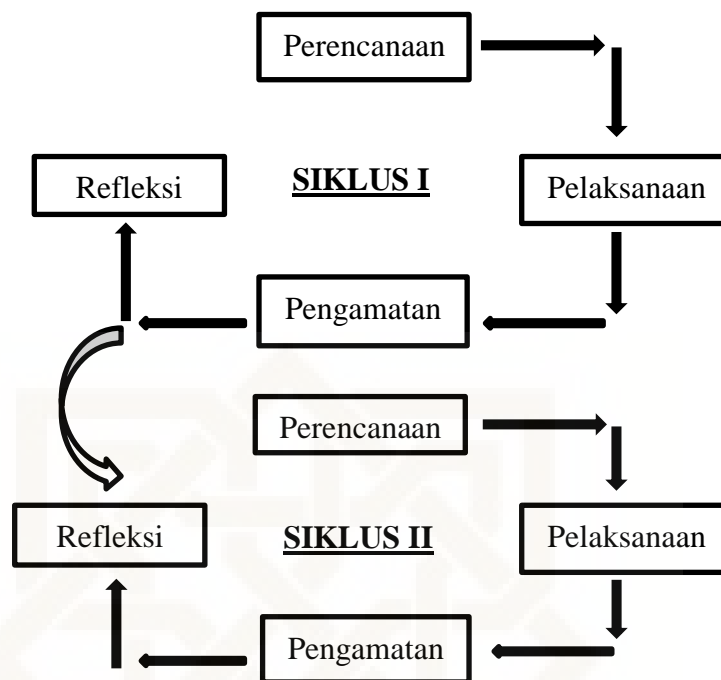 Perencanaan
Refleksi
SIKLUS I
Pelaksanaan
Pengamatan
Perencanaan
Refleksi
SIKLUS II
Pelaksanaan
Pengamatan